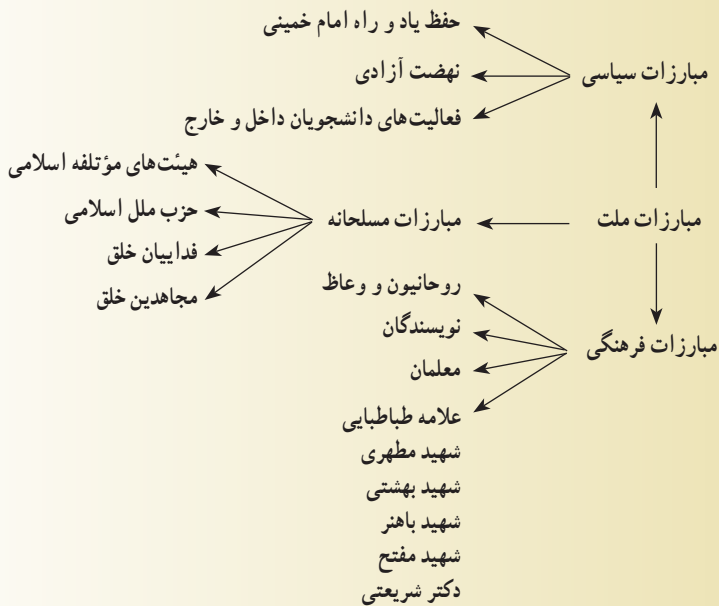 حفظ یاد و راه امام خمینی
مبارزات سیاسی
نهضت آزادی
فعالیت‌های دانشجویان داخل و خارج
هیئت‌های مؤتلفه اسلامی
مبارزات ملت
مبارزات مسلحانه
حزب ملل اسلامی
فداییان خلق
مجاهدین خلق
روحانیون و وعاظ
نویسندگان
مبارزات فرهنگی
معلمان
علامه طباطبایی
شهید مطهری
شهید بهشتی
شهید باهنر
شهید مفتح
دکتر شریعتی